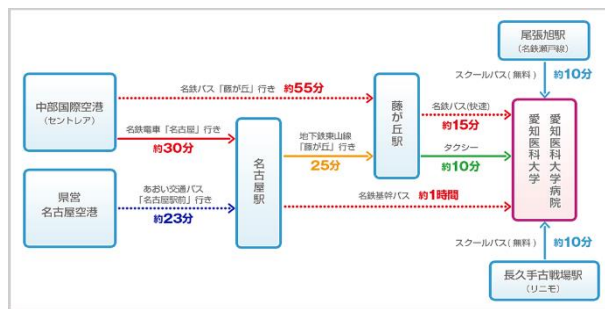 尾張旭駅
(名鉄瀬戸線)
スクールバス(無料) 約10分
名鉄バス「藤が丘」行き 約55分
中部国際空港
(セントレア)
名鉄電車「名古屋」行き
約30分
名古屋駅
地下鉄東山線
「藤が丘」行き
25分
藤が丘駅
名鉄バス(快速)
約15分
タクシー
約10分
愛知医科大学病院
愛知医科大学
県営
名古屋空港
あおい交通バス
「名古屋駅前」行き
約23分
名鉄基幹バス 約1時間
スクールバス(無料) 約10分
長久手古戦場駅
(リニモ)